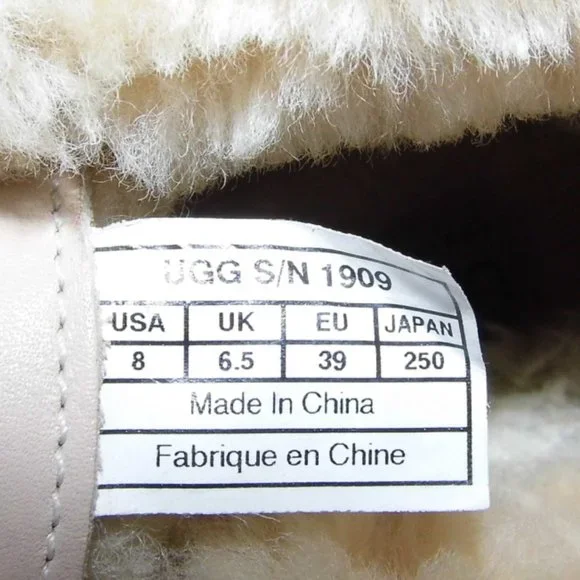 UGG S/N 1909
USA UK EU JAPAN
8 6.5 39 250
Made In China
Fabrique en Chine